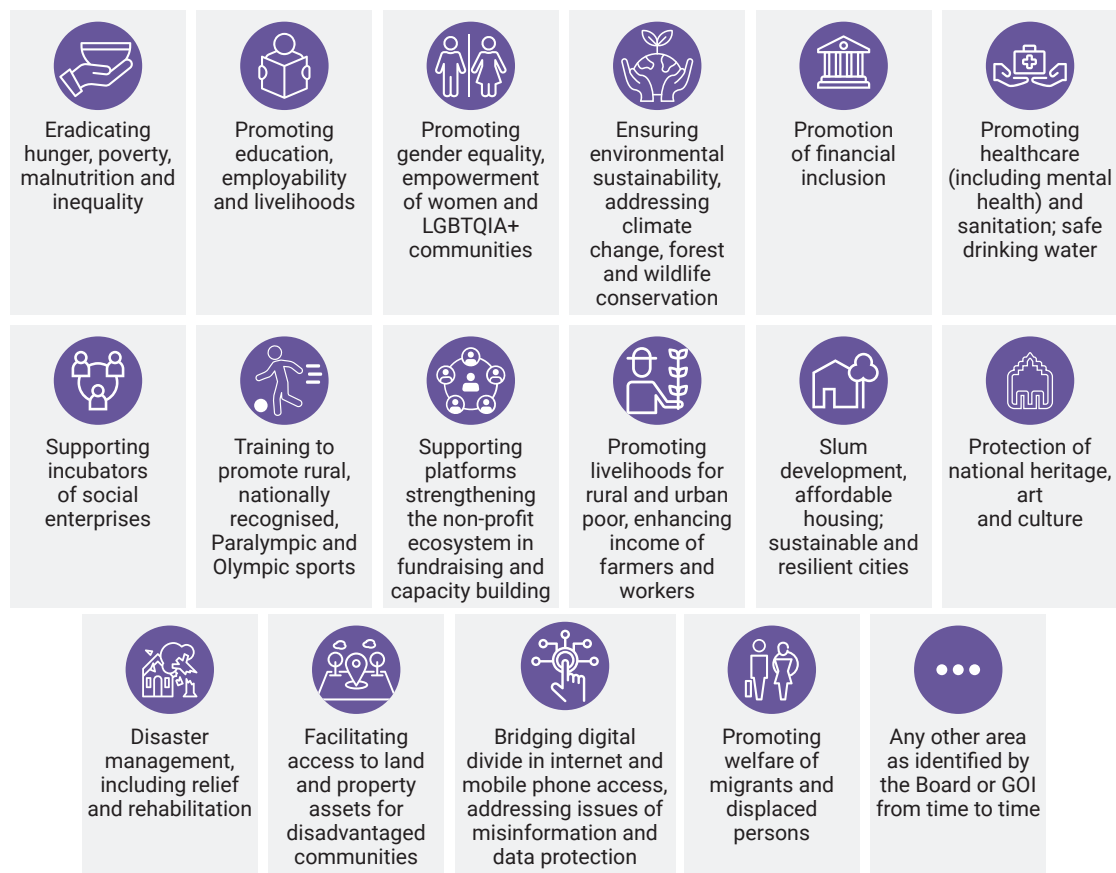 Eradicating
hunger, poverty,
malnutrition and
inequality
Promoting
education,
employability
and livelihoods
Promoting
gender equality,
empowerment
of women and
LGBTQIA+
communities
Ensuring
environmental
sustainability,
addressing
climate
change, forest
and wildlife
conservation
Promotion
of financial
inclusion
Promoting
healthcare
(including mental
health) and
sanitation; safe
drinking water
Supporting
incubators
of social
enterprises
Training to
promote rural,
nationally
recognised,
Paralympic and
Olympic sports
Supporting
platforms
strengthening
the non-profit
ecosystem in
fundraising and
capacity building
Promoting
livelihoods for
rural and urban
poor, enhancing
income of
farmers and
workers
Slum
development,
affordable
housing;
sustainable and
resilient cities
Protection of
national heritage,
art
and culture
Disaster
management,
including relief
and rehabilitation
Facilitating
access to land
and property
assets for
disadvantaged
communities
Bridging digital
divide in internet and
mobile phone access,
addressing issues of
misinformation and
data protection
Promoting
welfare of
migrants and
displaced
persons
Any other area
as identified by
the Board or GOI
from time to time